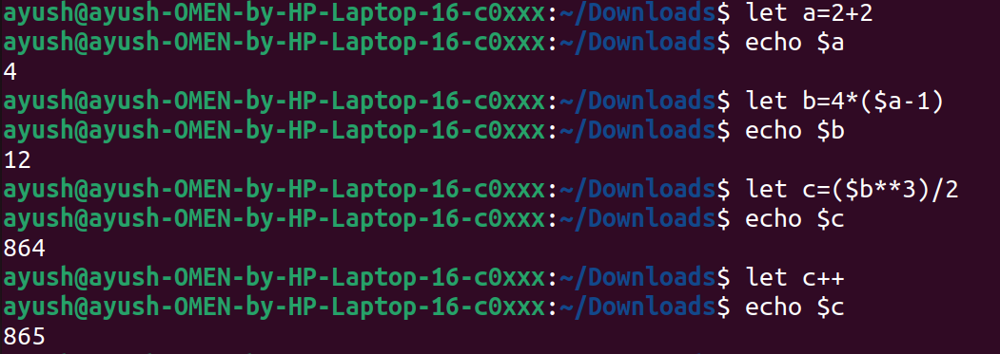 ayush@ayush-OMEN-by-HP-Laptop-16-c0xxx:~/Downloads$ let a=2+2
ayush@ayush-OMEN-by-HP-Laptop-16-c0xxx:~/Downloads$ echo $a
4
ayush@ayush-OMEN-by-HP-Laptop-16-c0xxx:~/Downloads$ let b=4*($a-1)
ayush@ayush-OMEN-by-HP-Laptop-16-c0xxx:~/Downloads$ echo $b
12
ayush@ayush-OMEN-by-HP-Laptop-16-c0xxx:~/Downloads$ let c=($b**3)/2
ayush@ayush-OMEN-by-HP-Laptop-16-c0xxx:~/Downloads$ echo $c
864
ayush@ayush-OMEN-by-HP-Laptop-16-c0xxx:~/Downloads$ let c++
ayush@ayush-OMEN-by-HP-Laptop-16-c0xxx:~/Downloads$ echo $c
865